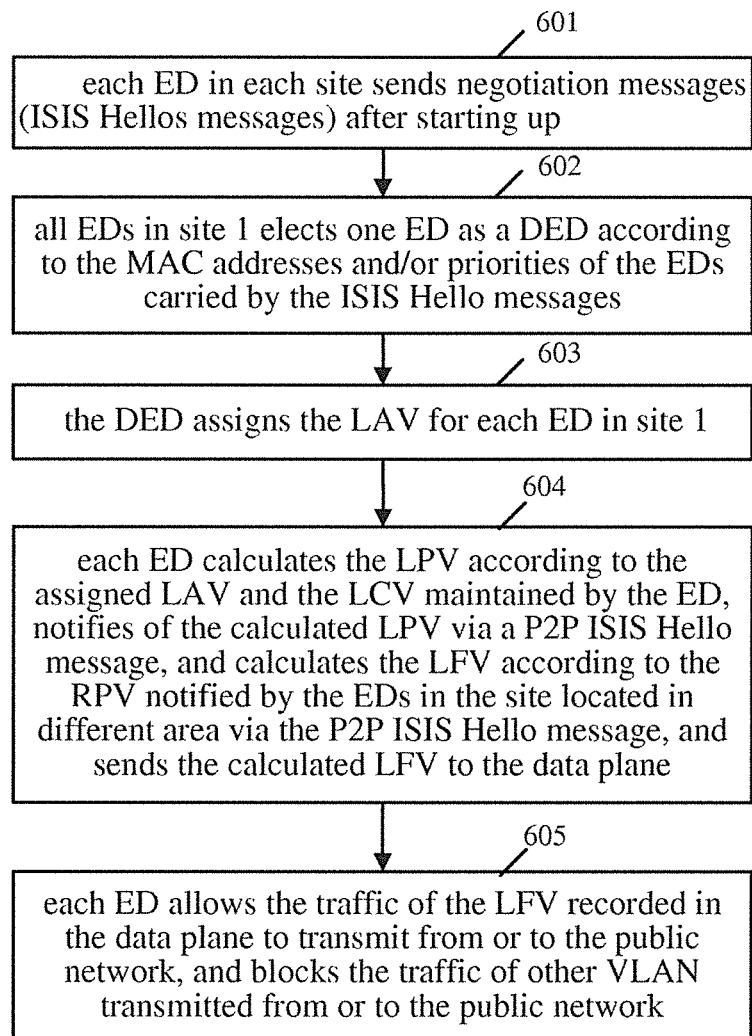 601
each ED in each site sends negotiation messages
(ISIS Hellos messages) after starting up
602
all EDs in site 1 elects one ED as a DED according
to the MAC addresses and/or priorities of the EDs
carried by the ISIS Hello messages
603
the DED assigns the LAV for each ED in site 1
604
each ED calculates the LPV according to the
assigned LAV and the LCV maintained by the ED,
notifies of the calculated LPV via a P2P ISIS Hello
message, and calculates the LFV according to the
RPV notified by the EDs in the site located in
different area via the P2P ISIS Hello message, and
sends the calculated LFV to the data plane
605
each ED allows the traffic of the LFV recorded in
the data plane to transmit from or to the public
network, and blocks the traffic of other VLAN
transmitted from or to the public network